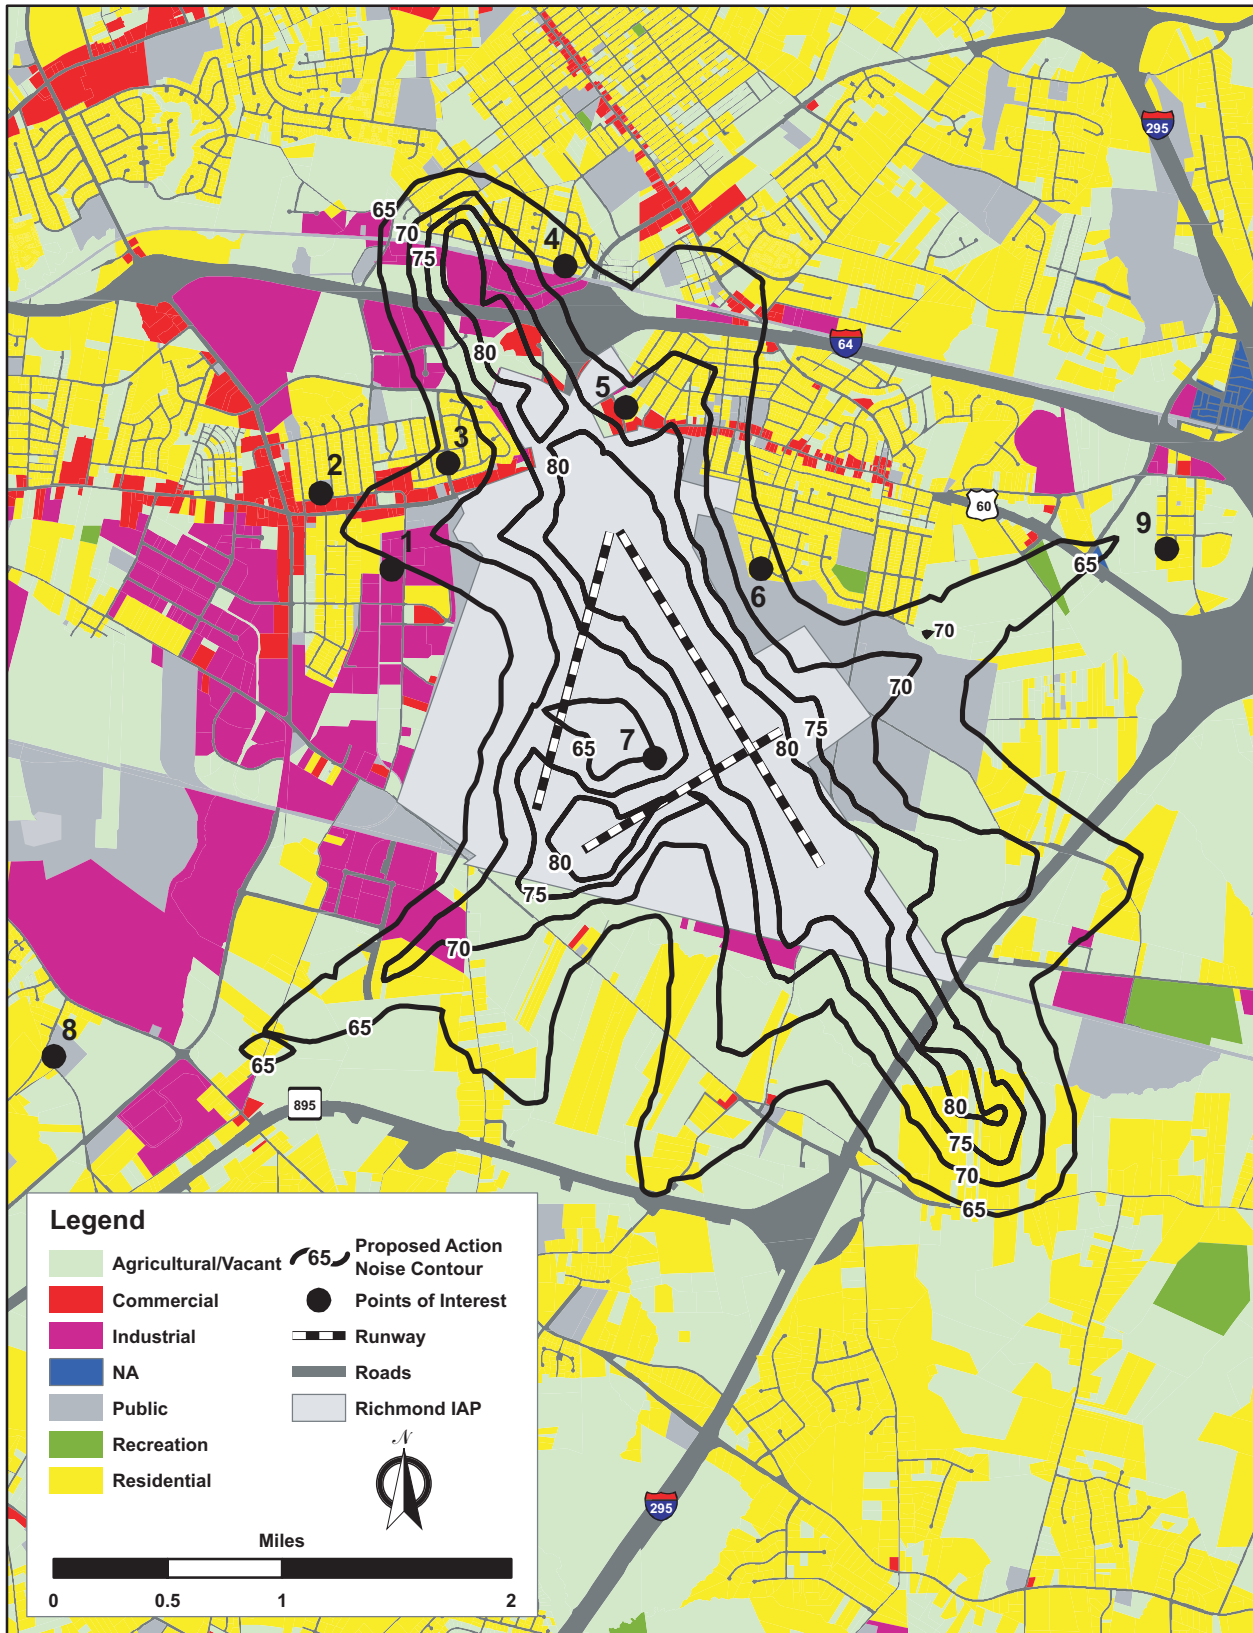 295
65
70
4
75
64
80
5
3
80
2
60
9
1
65
6
70
70
75
7
65
80
80
75
70
8
65
65
80
895
75
70
65
Legend
Agricultural/Vacant
Commercial
Industrial
NA
Public
Recreation
Residential
65 Proposed Action
Noise Contour
Points of Interest
Runway
Roads
Richmond IAP
N
Miles
0 0.5 1 2
295